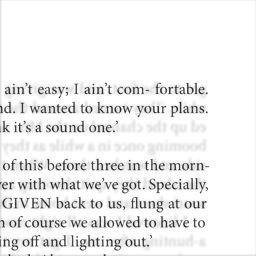 ain't easy; I ain't com- fortable.
nd. I wanted to know your plans.
k it's a sound one.'
of this before three in the morn-
er with what we've got. Specially,
GIVEN back to us, flung at our
n of course we allowed to have to
ing off and lighting out.'